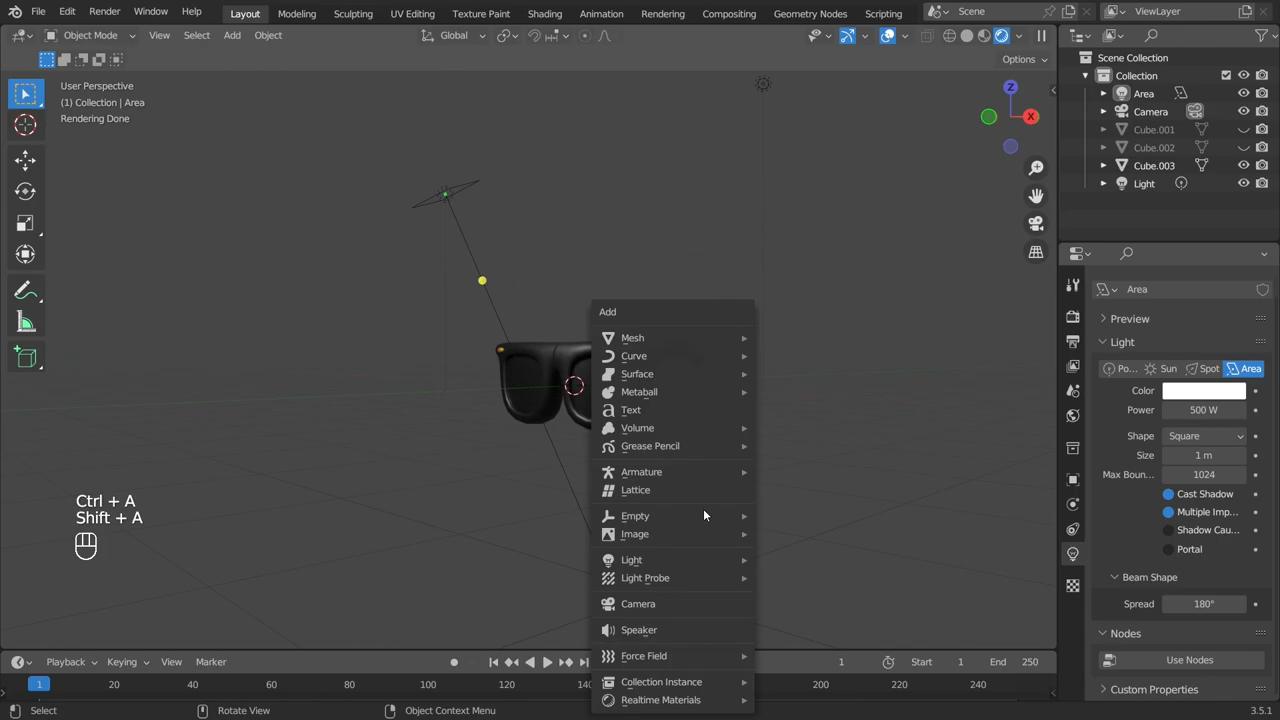 File Edit Render Window Help Layout Modeling Sculpting UV Editing Texture Paint Shading Animation Rendering Compositing Geometry Nodes Scripting Scene ViewLayer
Object Mode View Select Add Object Global
Options
User Perspective
(1) Collection | Area
Rendering Done
Z
X
Ctrl + A
Shift + A
Add
Mesh
Curve
Surface
Metaball
Text
Volume
Grease Pencil
Armature
Lattice
Empty
Image
Light
Light Probe
Camera
Speaker
Force Field
Collection Instance
Realtime Materials
Scene Collection
Collection
Area
Camera
Cube.001
Cube.002
Cube.003
Light
Area
Preview
Light
Po... Sun Spot Area
Color
Power 500 W
Shape Square
Size 1 m
Max Boun... 1024
Cast Shadow
Multiple Imp...
Shadow Cau...
Portal
Beam Shape
Spread 180°
Nodes
Use Nodes
Custom Properties
Playback Keying View Marker 1 Start 1 End 250
1 20 40 60 80 100 120 14 200 220 240
Select Rotate View Object Context Menu 3.5.1